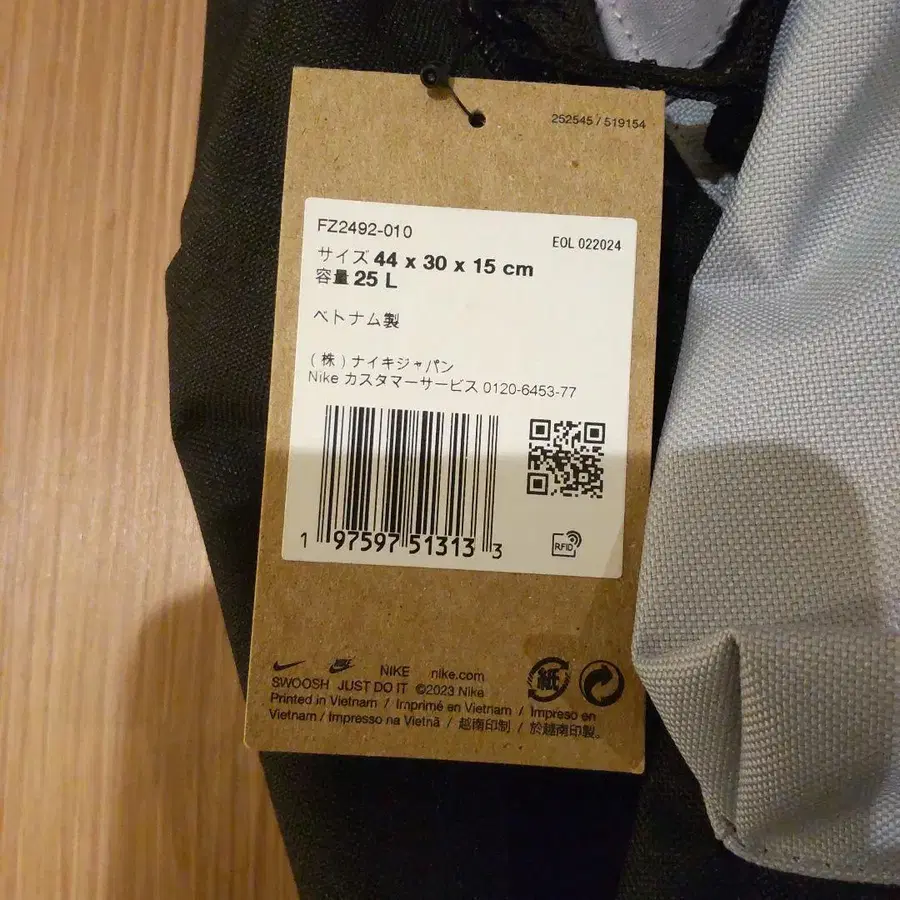 252545 / 519154
FZ2492-010
EOL 022024
サイズ 44 x 30 x 15 cm
容量 25 L
ベトナム製
(株)ナイキジャパン
Nike カスタマーサービス 0120-6453-77
1 97597 51313 3
RFID
NIKE nike.com
SWOOSH JUST DO IT ©2023 Nike
Printed in Vietnam / Imprimé en Vietnam / Impreso en
Vietnam / Impresso na Vietnã / 越南印制 / 於越南印製。
紙